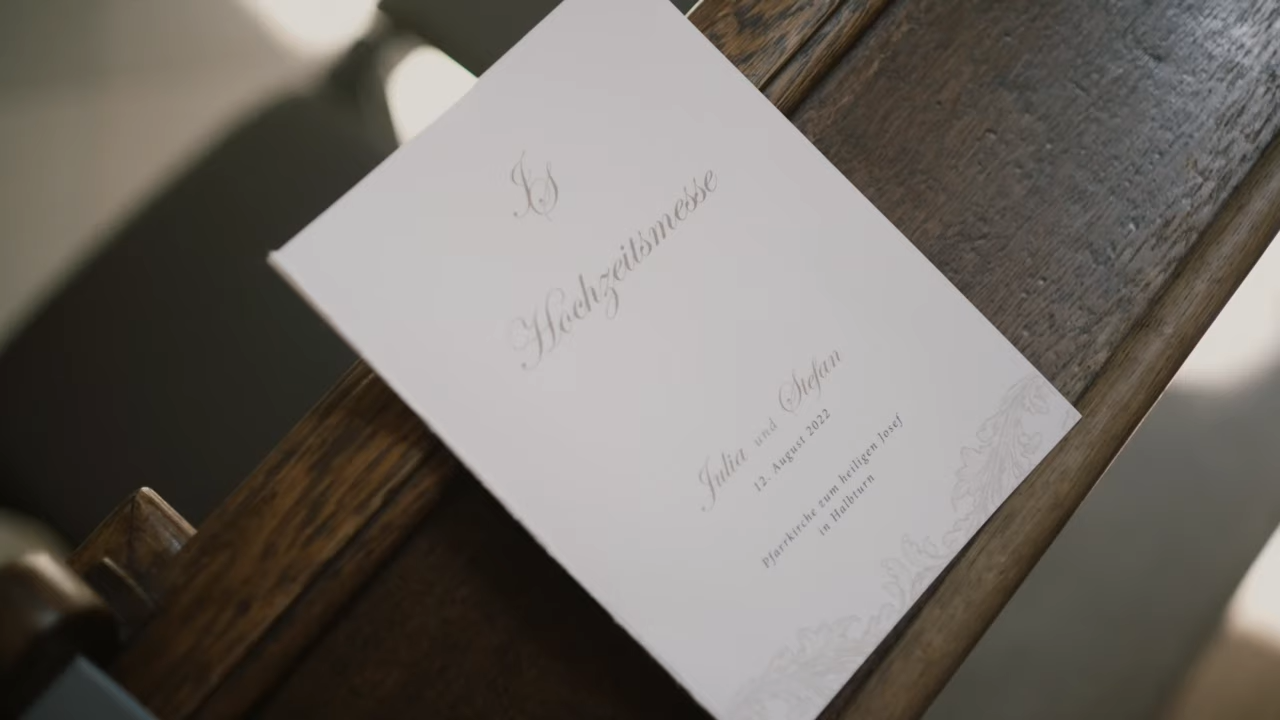 JS
Hochzeitsmesse
Julia und Stefan
12. August 2022
Pfarrkirche zum heiligen Josef
in Halbturn